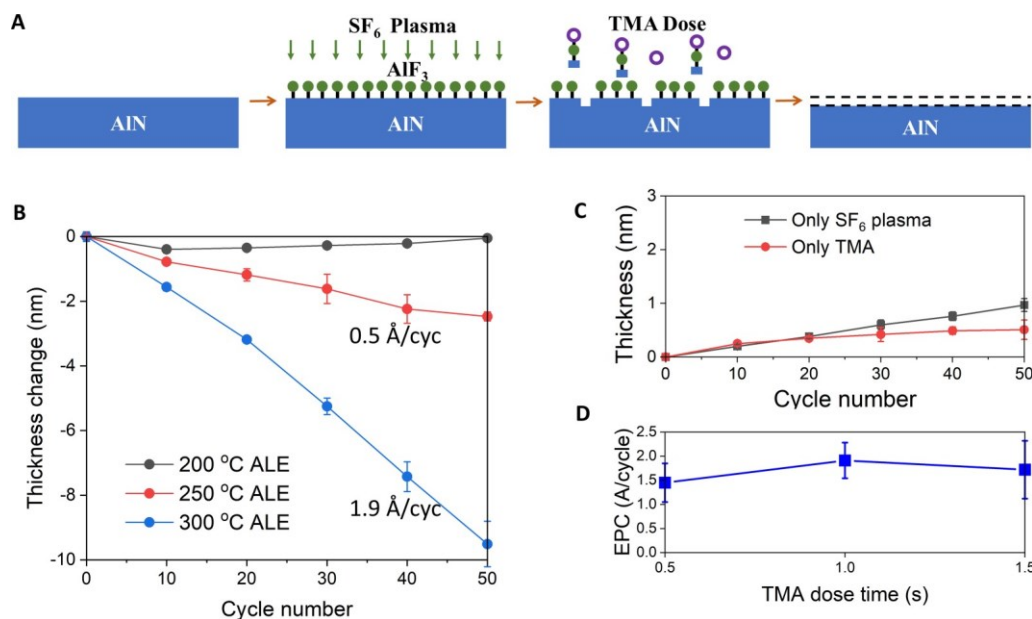 A
SF6 Plasma
TMA Dose
AlF3
AlN
AlN
AlN
AlN
B
0
-2
-4
-6
-8
-10
Thickness change (nm)
0.5 Å/cyc
1.9 Å/cyc
200 °C ALE
250 °C ALE
300 °C ALE
0 10 20 30 40 50
Cycle number
C
3
2
1
0
Thickness (nm)
Only SF6 plasma
Only TMA
0 10 20 30 40 50
Cycle number
D
2.5
2.0
1.5
1.0
0.5
0.0
EPC (A/cycle)
0.5 1.0 1.5
TMA dose time (s)